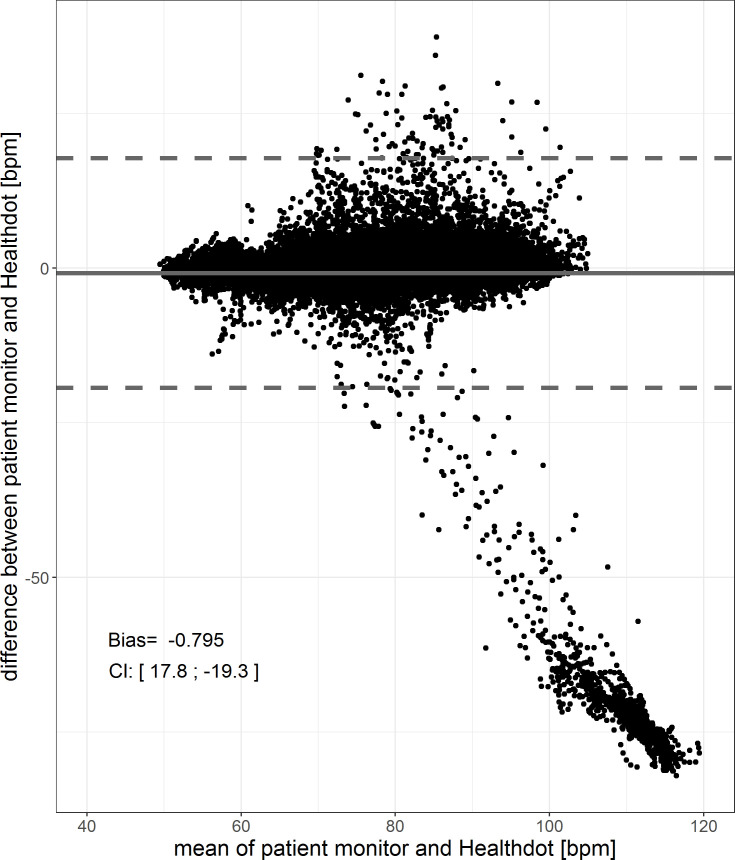 difference between patient monitor and Healthdot [bpm]
0
-50
Bias= -0.795
CI: [ 17.8 ; -19.3 ]
40 60 80 100 120
mean of patient monitor and Healthdot [bpm]